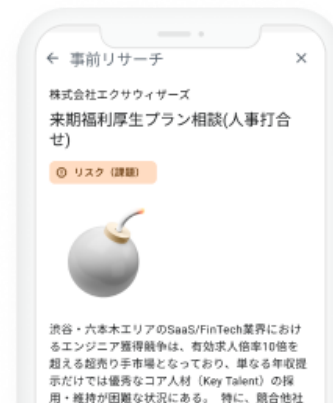 ← 事前リサーチ ×
株式会社エクサウィザーズ
来期福利厚生プラン相談(人事打合
せ)
リスク（課題）
渋谷・六本木エリアのSaaS/FinTech業界におけ
るエンジニア獲得競争は、有効求人倍率10倍を
超える超売り手市場となっており、単なる年収提
示だけでは優秀なコア人材（Key Talent）の採
用・維持が困難な状況にある。 特に、競合他社